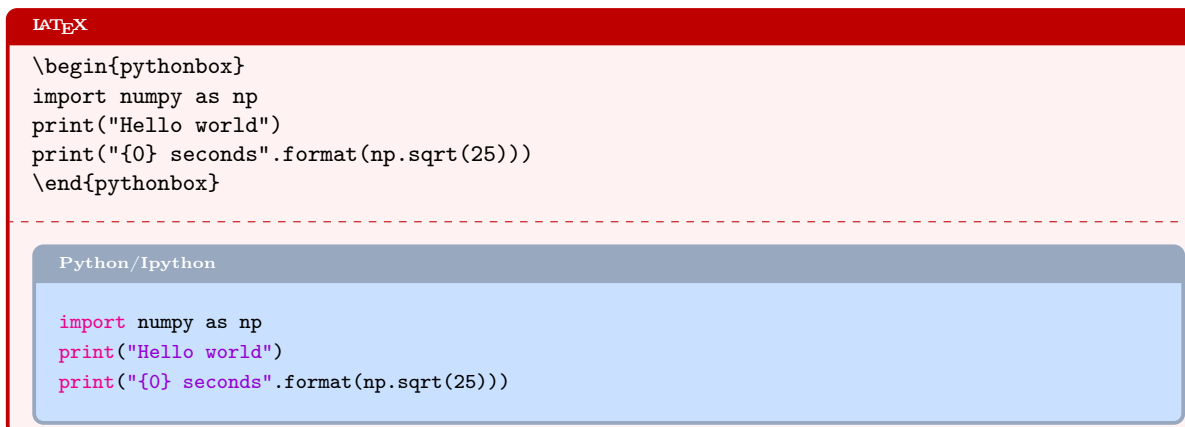 LATEX
\begin{pythonbox}
import numpy as np
print("Hello world")
print("{0} seconds".format(np.sqrt(25)))
\end{pythonbox}
Python/Ipython
import numpy as np
print("Hello world")
print("{0} seconds".format(np.sqrt(25)))